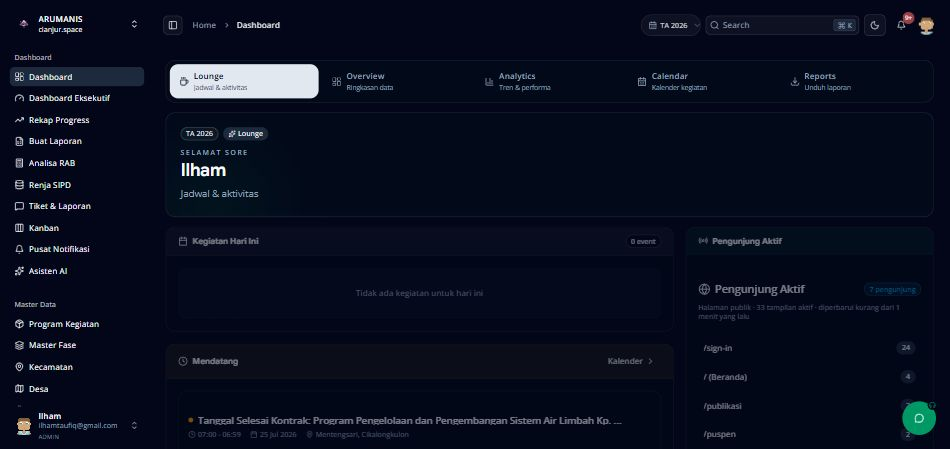 ARUMANIS
cianjur.space
Home > Dashboard
TA 2026
Search
⌘ K
9+
Dashboard
Dashboard
Dashboard Eksekutif
Rekap Progress
Buat Laporan
Analisa RAB
Renja SIPD
Tiket & Laporan
Kanban
Pusat Notifikasi
Asisten AI
Master Data
Program Kegiatan
Master Fase
Kecamatan
Desa
Ilham
ilhamtaufiq@gmail.com
ADMIN
Lounge
Jadwal & aktivitas
Overview
Ringkasan data
Analytics
Tren & performa
Calendar
Kalender kegiatan
Reports
Unduh laporan
TA 2026
Lounge
SELAMAT SORE
Ilham
Jadwal & aktivitas
Kegiatan Hari Ini
0 event
Tidak ada kegiatan untuk hari ini
Mendatang
Kalender >
Tanggal Selesai Kontrak: Program Pengelolaan dan Pengembangan Sistem Air Limbah Kp. ...
07:00 - 06:59
25 Jul 2026
Mentengsari, Cikalongkulon
Pengunjung Aktif
Pengunjung Aktif
7 pengunjung
Halaman publik · 33 tampilan aktif · diperbarui kurang dari 1
menit yang lalu
/sign-in
24
/ (Beranda)
4
/publikasi
/puspen
2